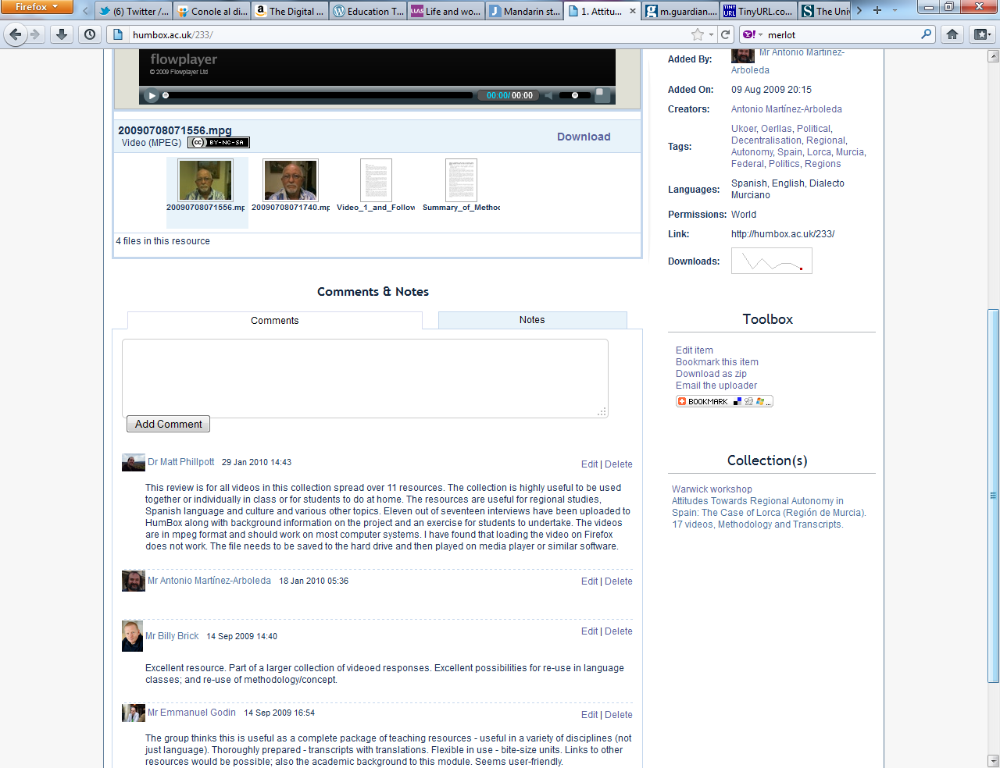 Firefox
(6) Twitter /...
Conole al di...
The Digital ...
Education T...
LLAS
Life and wo...
J
Mandarin st...
1. Attitu...
m.guardian....
TINY
URL
TinyURL.co...
S
The Uni
humbox.ac.uk/233/
Y!
merlot
flowplayer
© 2009 Flowplayer Ltd
00:00/00:00
20090708071556.mpg
Video (MPEG)
(cc) BY-NC-SA
Download
20090708071556.mp
20090708071740.mp
Video_1_and_Follow
Summary_of_Method
4 files in this resource
Comments & Notes
Comments
Notes
Add Comment
Dr Matt Phillpott 29 Jan 2010 14:43
Edit | Delete
This review is for all videos in this collection spread over 11 resources. The collection is highly useful to be used
together or individually in class or for students to do at home. The resources are useful for regional studies,
Spanish language and culture and various other topics. Eleven out of seventeen interviews have been uploaded to
HumBox along with background information on the project and an exercise for students to undertake. The videos
are in mpeg format and should work on most computer systems. I have found that loading the video on Firefox
does not work. The file needs to be saved to the hard drive and then played on media player or similar software.
Mr Antonio Martínez-Arboleda 18 Jan 2010 05:36
Edit | Delete
Mr Billy Brick 14 Sep 2009 14:40
Edit | Delete
Excellent resource. Part of a larger collection of videoed responses. Excellent possibilities for re-use in language
classes; and re-use of methodology/concept.
Mr Emmanuel Godin 14 Sep 2009 16:54
Edit | Delete
The group thinks this is useful as a complete package of teaching resources - useful in a variety of disciplines (not
just language). Thoroughly prepared - transcripts with translations. Flexible in use - bite-size units. Links to other
resources would be possible; also the academic background to this module. Seems user-friendly.
Added By: Mr Antonio Martínez-
Arboleda
Added On: 09 Aug 2009 20:15
Creators: Antonio Martínez-Arboleda
Tags: Ukoer, Oerllas, Political,
Decentralisation, Regional,
Autonomy, Spain, Lorca, Murcia,
Federal, Politics, Regions
Languages: Spanish, English, Dialecto
Murciano
Permissions: World
Link: http://humbox.ac.uk/233/
Downloads:
Toolbox
Edit item
Bookmark this item
Download as zip
Email the uploader
BOOKMARK ...
Collection(s)
Warwick workshop
Attitudes Towards Regional Autonomy in
Spain: The Case of Lorca (Región de Murcia).
17 videos, Methodology and Transcripts.